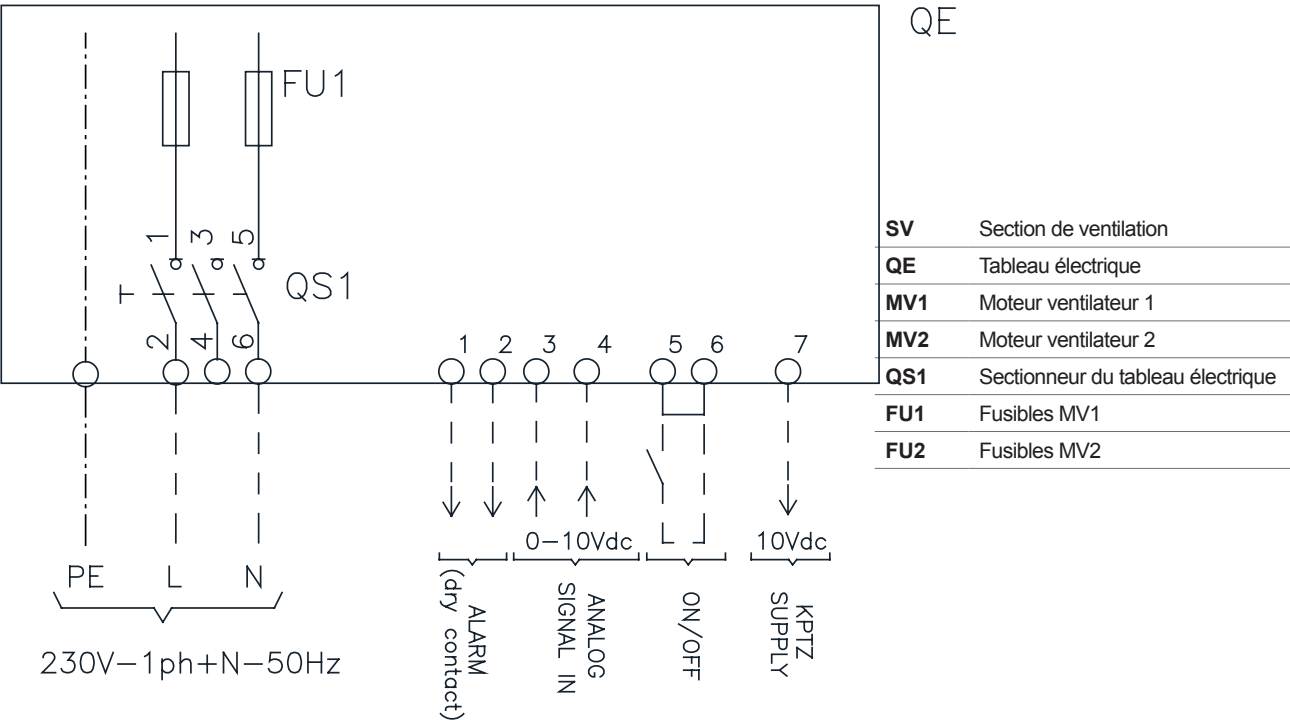 QE
FU1
1 3 5
QS1
2 4 6
1 2 3 4 5 6 7
0-10Vdc
10Vdc
PE L N
230V-1ph+N-50Hz
ALARM
(dry contact)
ANALOG
SIGNAL IN
ON/OFF
KPTZ
SUPPLY
SV Section de ventilation
QE Tableau électrique
MV1 Moteur ventilateur 1
MV2 Moteur ventilateur 2
QS1 Sectionneur du tableau électrique
FU1 Fusibles MV1
FU2 Fusibles MV2